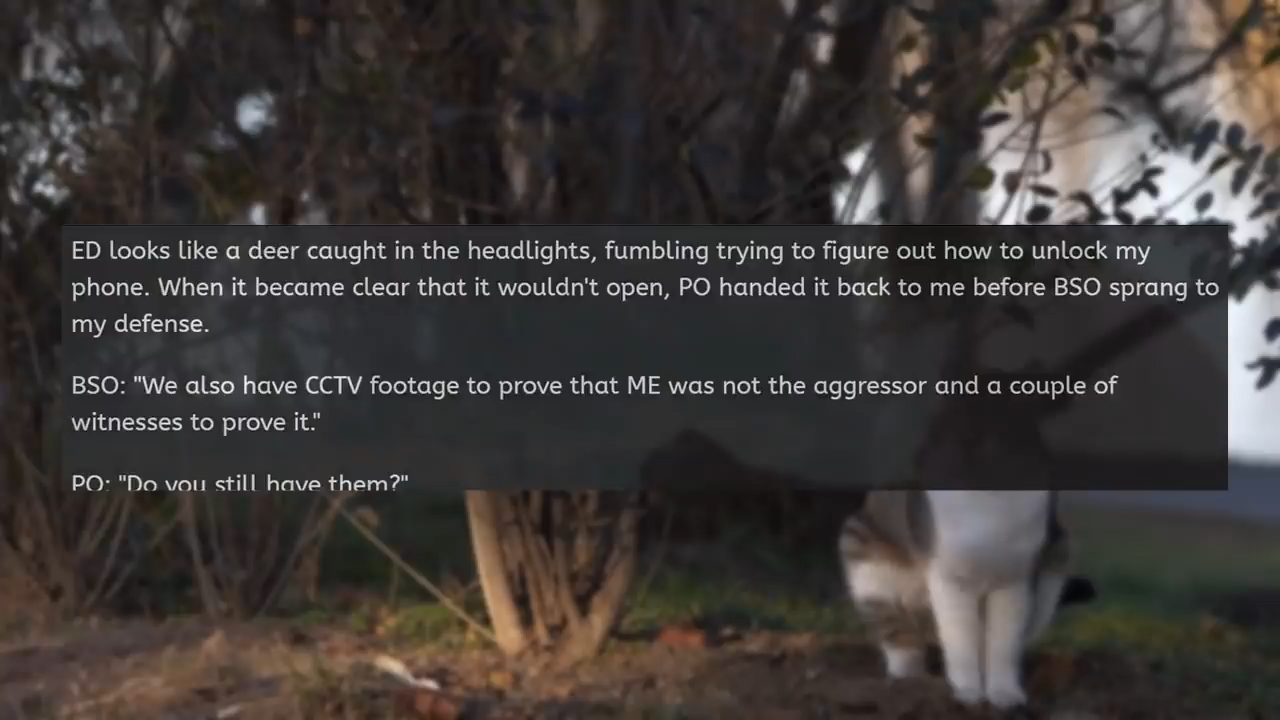 ED looks like a deer caught in the headlights, fumbling trying to figure out how to unlock my
phone. When it became clear that it wouldn't open, PO handed it back to me before BSO sprang to
my defense.
BSO: "We also have CCTV footage to prove that ME was not the aggressor and a couple of
witnesses to prove it."
PO: "Do you still have them?"